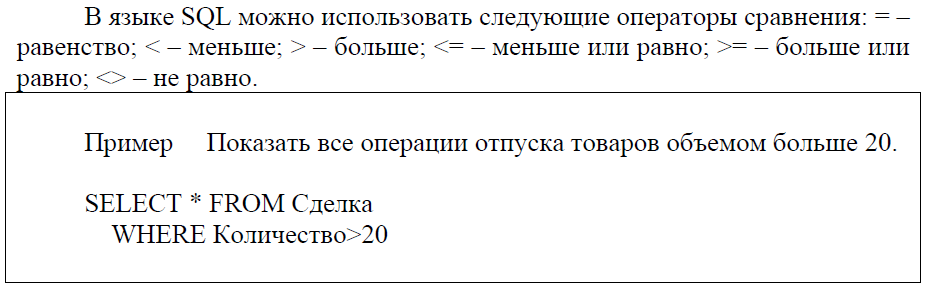 В языке SQL можно использовать следующие операторы сравнения: = –
равенство; < – меньше; > – больше; <= – меньше или равно; >= – больше или
равно; <> – не равно.
Пример Показать все операции отпуска товаров объемом больше 20.
SELECT * FROM Сделка
WHERE Количество>20